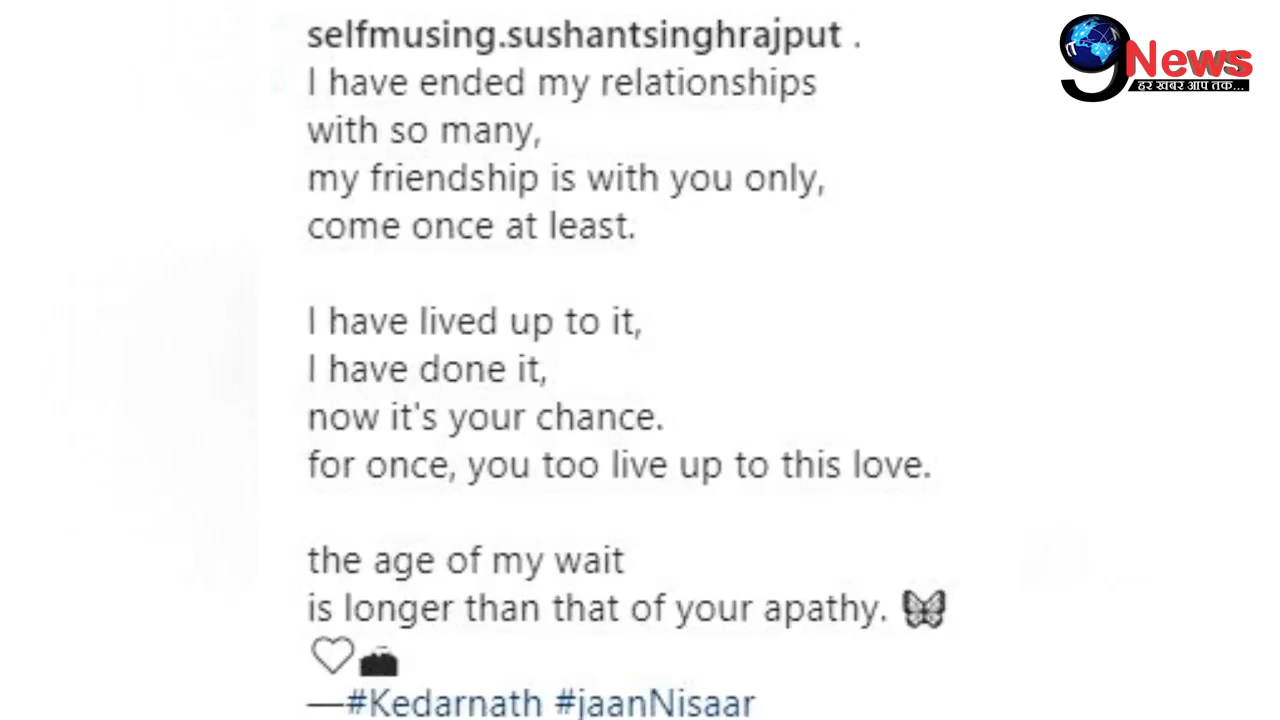 selfmusing.sushantsinghrajput .
I have ended my relationships
with so many,
my friendship is with you only,
come once at least.
I have lived up to it,
I have done it,
now it's your chance.
for once, you too live up to this love.
the age of my wait
is longer than that of your apathy. 🦋
♡
—#Kedarnath #jaanNisaar
9News
हर खबर आप तक...